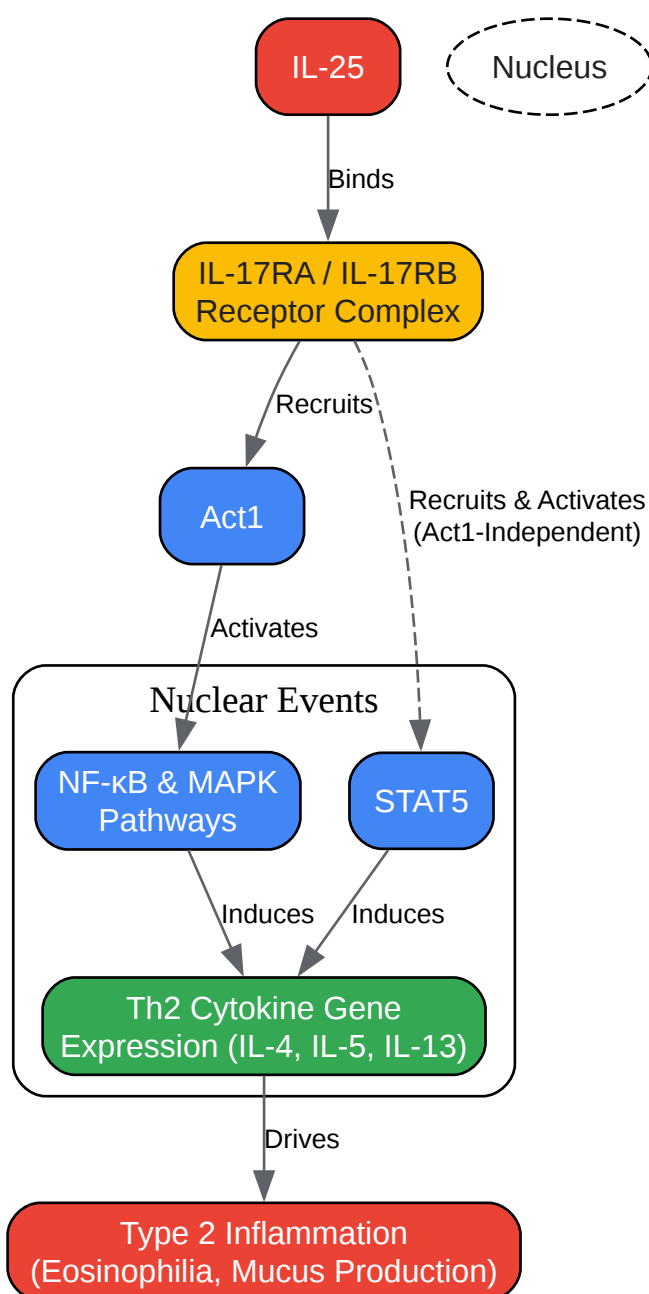 IL-25
Nucleus
Binds
IL-17RA / IL-17RB
Receptor Complex
Recruits
Act1
Recruits & Activates
(Act1-Independent)
Activates
Nuclear Events
NF-κB & MAPK
Pathways
STAT5
Induces
Induces
Th2 Cytokine Gene
Expression (IL-4, IL-5, IL-13)
Drives
Type 2 Inflammation
(Eosinophilia, Mucus Production)